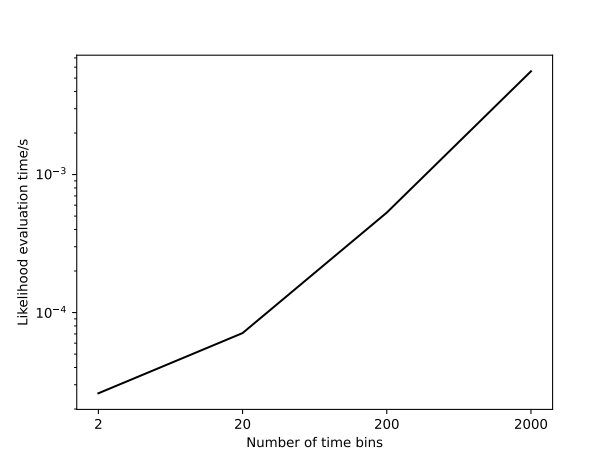 Likelihood evaluation time/s
10⁻³
10⁻⁴
2 20 200 2000
Number of time bins